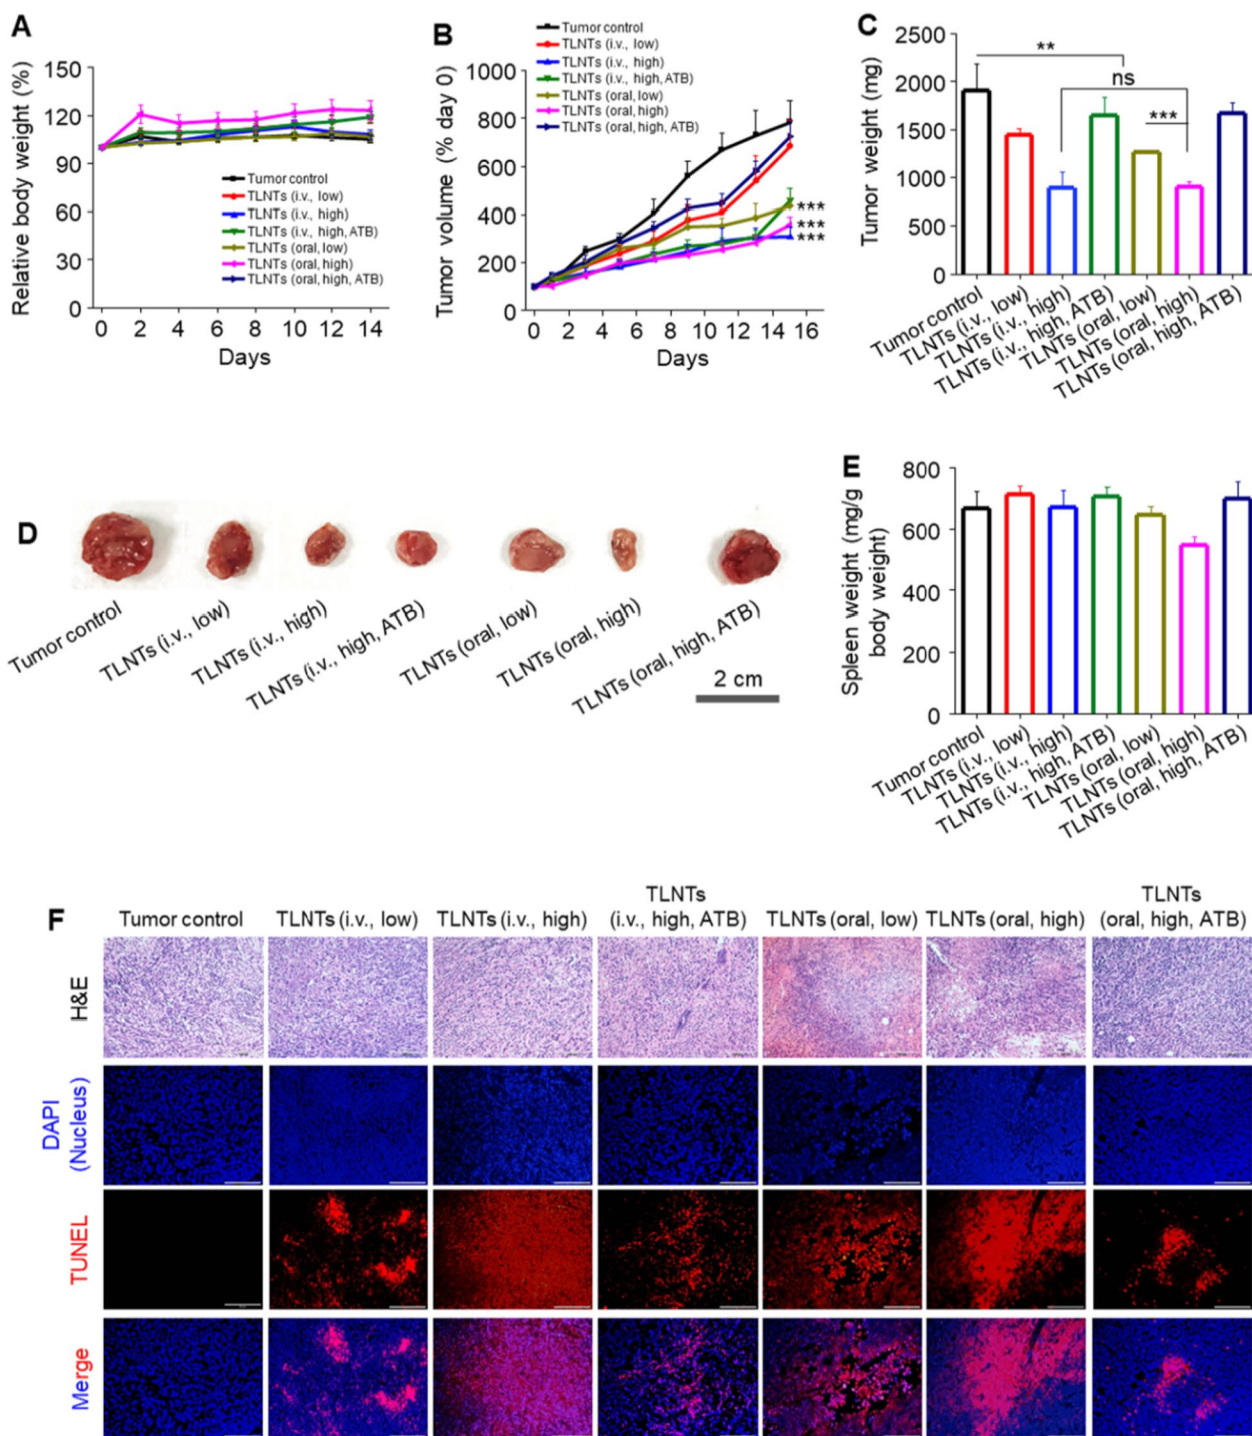 A
Relative body weight (%)
150
120
90
60
30
0
Tumor control
TLNTs (i.v., low)
TLNTs (i.v., high)
TLNTs (i.v., high, ATB)
TLNTs (oral, low)
TLNTs (oral, high)
TLNTs (oral, high, ATB)
0 2 4 6 8 10 12 14
Days
B
Tumor volume (% day 0)
1000
800
600
400
200
0
Tumor control
TLNTs (i.v., low)
TLNTs (i.v., high)
TLNTs (i.v., high, ATB)
TLNTs (oral, low)
TLNTs (oral, high)
TLNTs (oral, high, ATB)
***
***
***
0 2 4 6 8 10 12 14 16
Days
C
Tumor weight (mg)
2500
2000
1500
1000
500
0
**
ns
***
Tumor control
TLNTs (i.v., low)
TLNTs (i.v., high)
TLNTs (i.v., high, ATB)
TLNTs (oral, low)
TLNTs (oral, high)
TLNTs (oral, high, ATB)
D
Tumor control
TLNTs (i.v., low)
TLNTs (i.v., high)
TLNTs (i.v., high, ATB)
TLNTs (oral, low)
TLNTs (oral, high)
TLNTs (oral, high, ATB)
2 cm
E
Spleen weight (mg/g
body weight)
800
600
400
200
0
Tumor control
TLNTs (i.v., low)
TLNTs (i.v., high)
TLNTs (i.v., high, ATB)
TLNTs (oral, low)
TLNTs (oral, high)
TLNTs (oral, high, ATB)
F
Tumor control
TLNTs (i.v., low)
TLNTs (i.v., high)
TLNTs
(i.v., high, ATB)
TLNTs (oral, low)
TLNTs (oral, high)
TLNTs
(oral, high, ATB)
H&E
DAPI
(Nucleus)
TUNEL
Merge